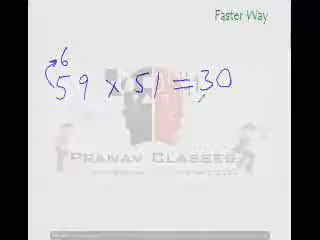 Faster Way
6
59 × 51 = 30
PRANAV CLASSES